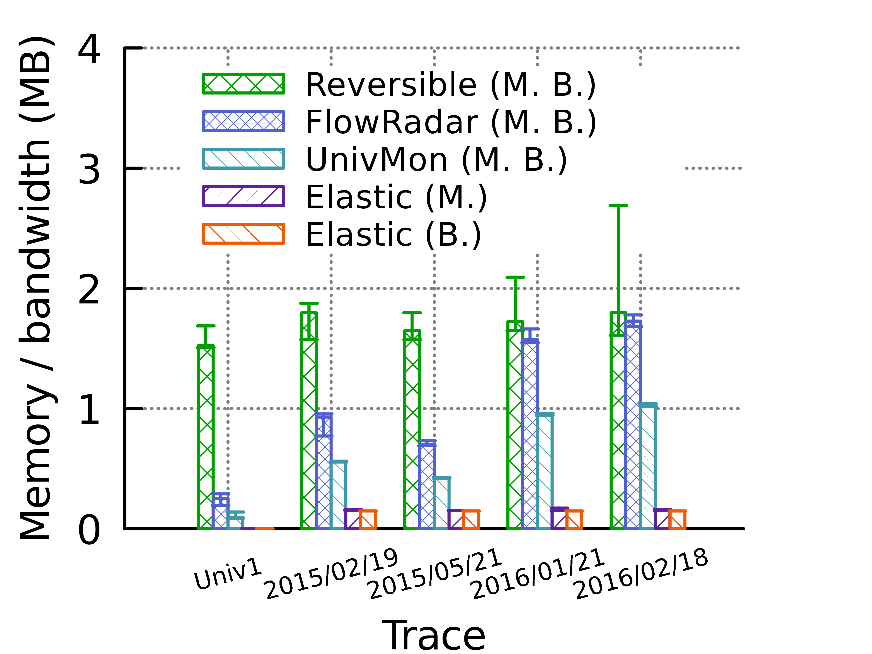 Memory / bandwidth (MB)
4
3
2
1
0
Reversible (M. B.)
FlowRadar (M. B.)
UnivMon (M. B.)
Elastic (M.)
Elastic (B.)
Univ1
2015/02/19
2015/05/21
2016/01/21
2016/02/18
Trace